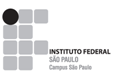 INSTITUTO FEDERAL
SÃO PAULO
Campus São Paulo